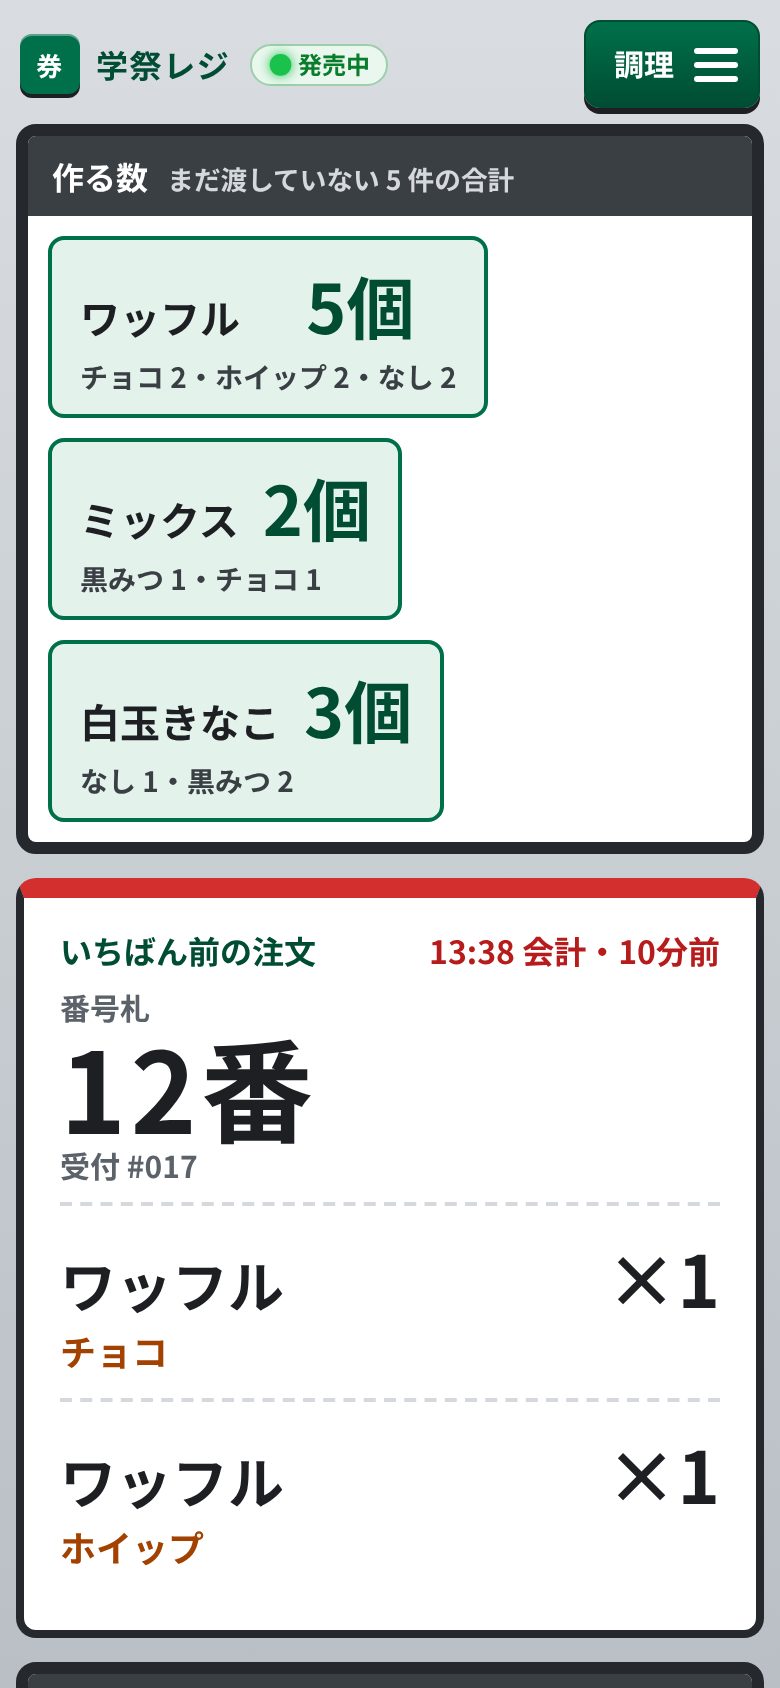 券 学祭レジ 発売中 調理
作る数 まだ渡していない 5 件の合計
ワッフル 5個
チョコ 2・ホイップ 2・なし 2
ミックス 2個
黒みつ 1・チョコ 1
白玉きなこ 3個
なし 1・黒みつ 2
いちばん前の注文 13:38 会計・10分前
番号札
12番
受付 #017
ワッフル ×1
チョコ
ワッフル ×1
ホイップ